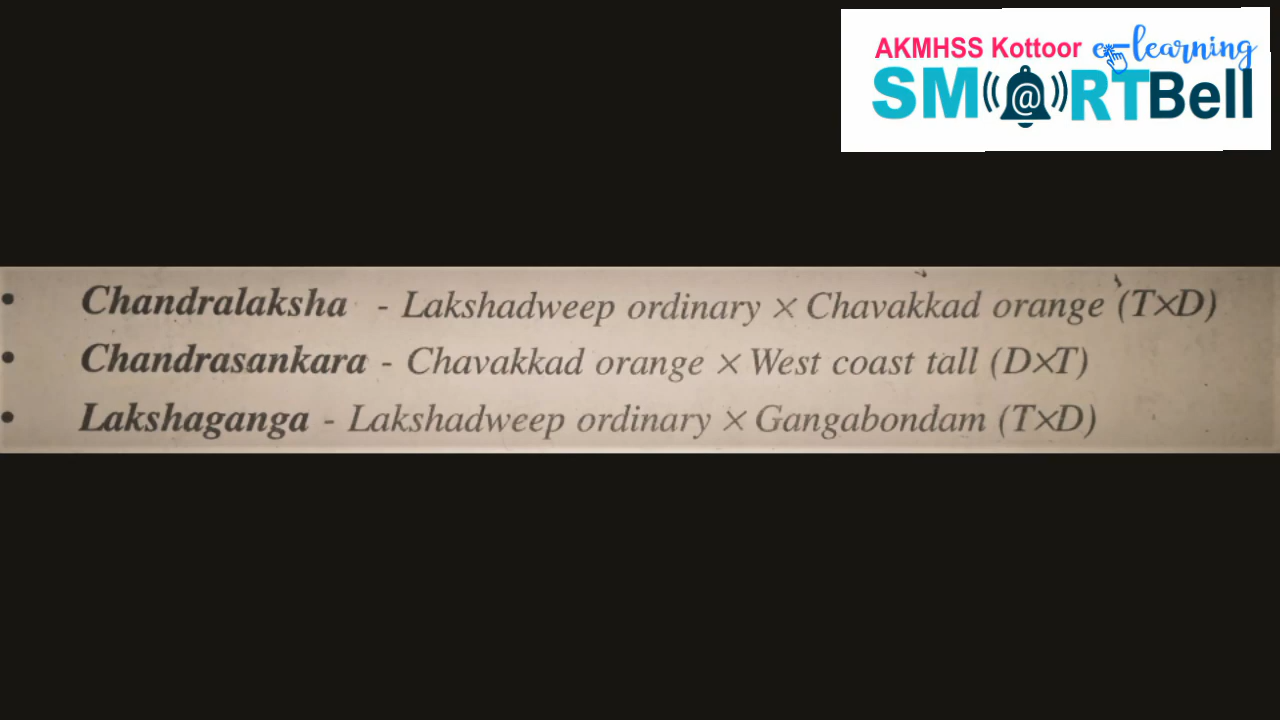 AKMHSS Kottoor e-learning
SM@RTBell
• Chandralaksha - Lakshadweep ordinary × Chavakkad orange (T×D)
• Chandrasankara - Chavakkad orange × West coast tall (D×T)
• Lakshaganga - Lakshadweep ordinary × Gangabondam (T×D)